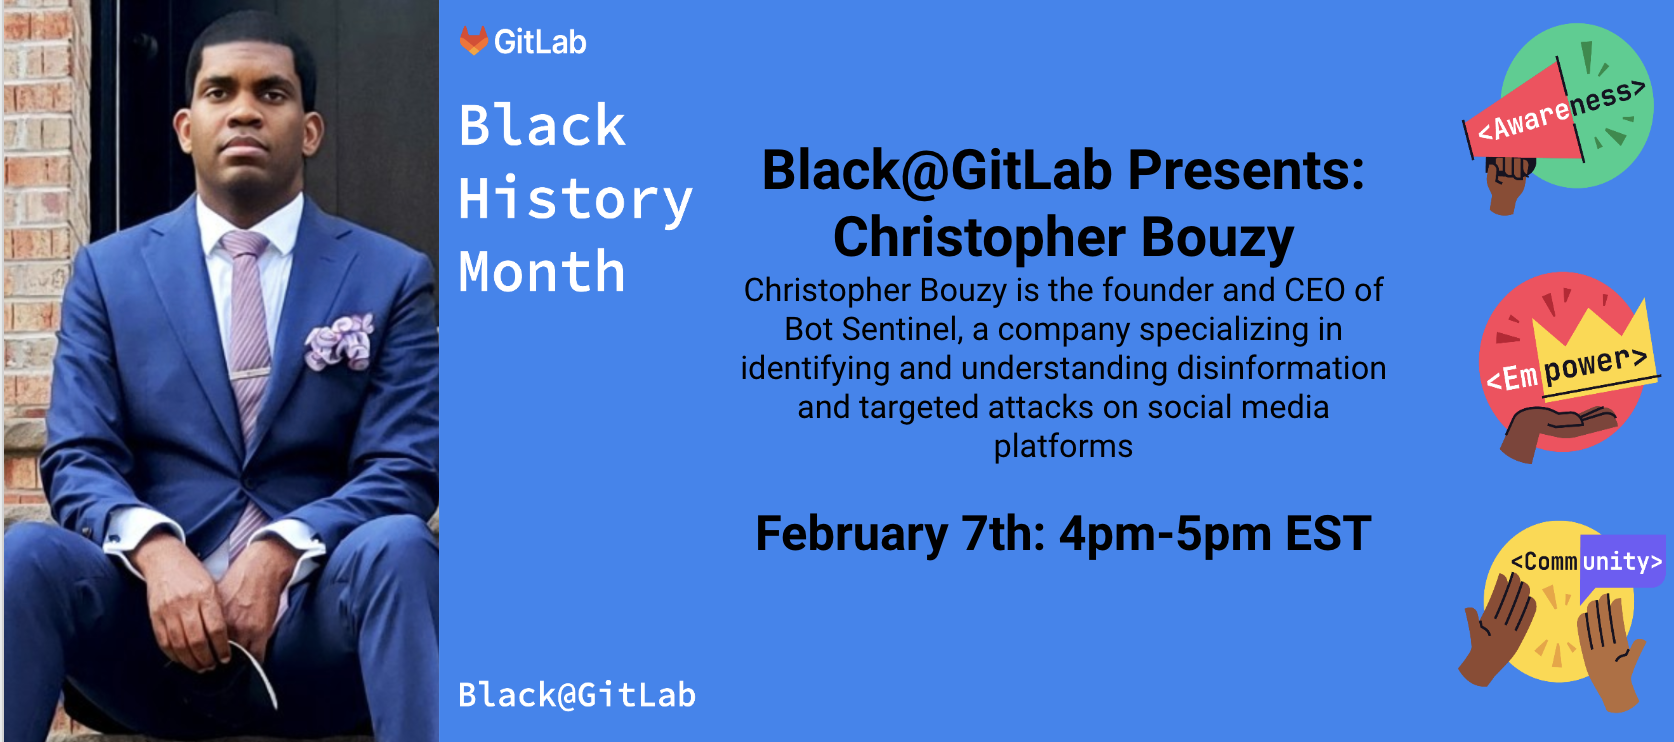 GitLab
Black
History
Month
Black@GitLab
Black@GitLab Presents:
Christopher Bouzy
Christopher Bouzy is the founder and CEO of
Bot Sentinel, a company specializing in
identifying and understanding disinformation
and targeted attacks on social media
platforms
February 7th: 4pm-5pm EST
<Awareness>
<Empower>
<Community>